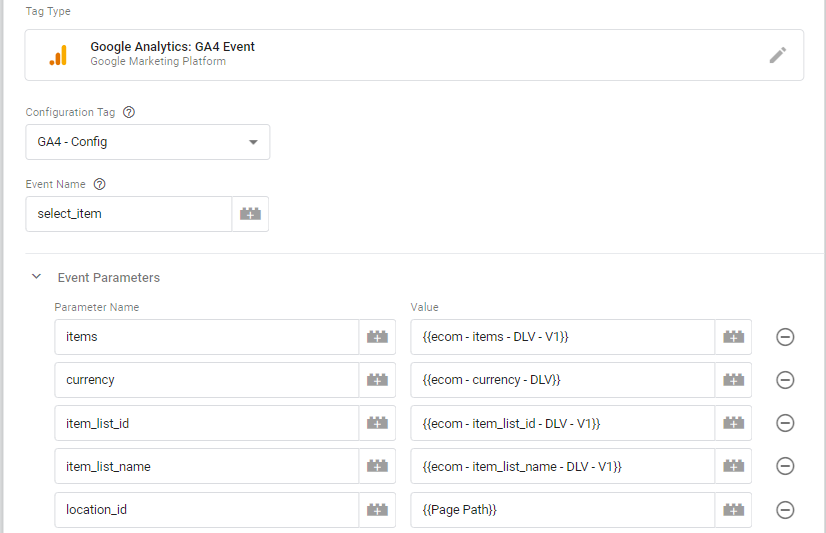 Tag Type
Google Analytics: GA4 Event
Google Marketing Platform
Configuration Tag
GA4 - Config
Event Name
select_item
Event Parameters
Parameter Name Value
items {{ecom - items - DLV - V1}}
currency {{ecom - currency - DLV}}
item_list_id {{ecom - item_list_id - DLV - V1}}
item_list_name {{ecom - item_list_name - DLV - V1}}
location_id {{Page Path}}